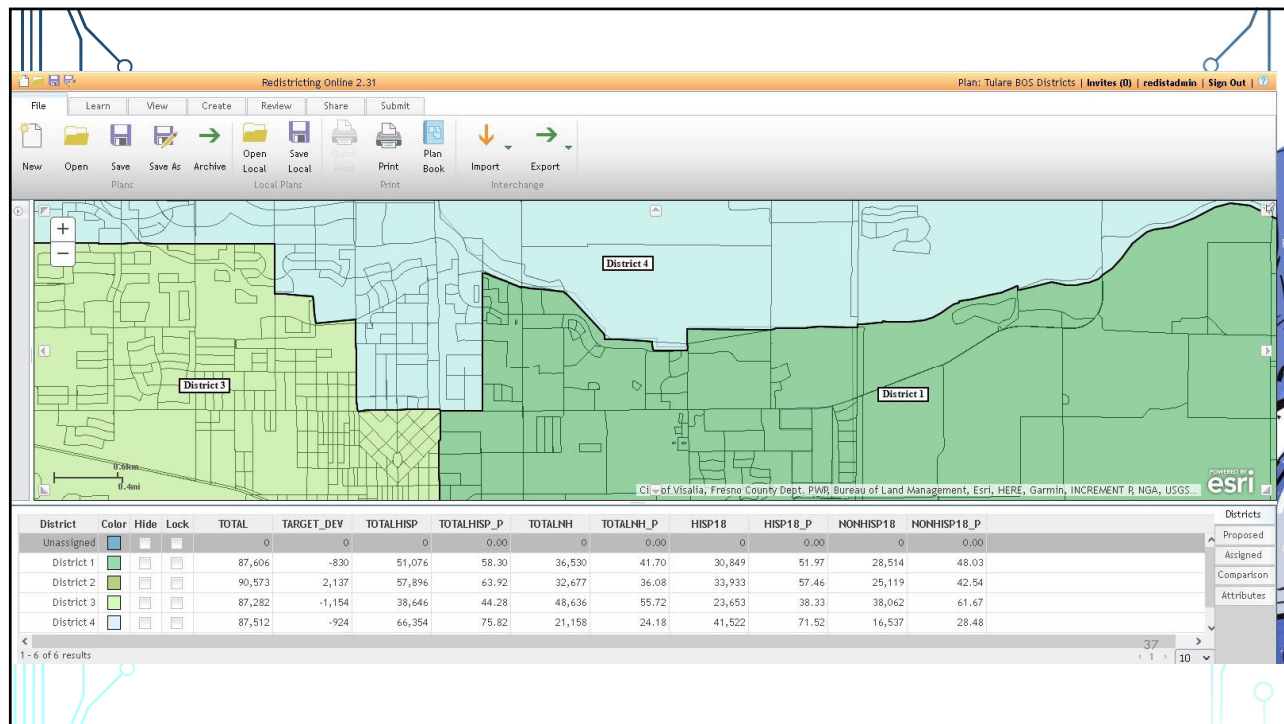 Redistricting Online 2.31
Plan: Tulare BOS Districts | Invites (0) | redistadmin | Sign Out | ?
File Learn View Create Review Share Submit
New Open Save Save As Archive Open Local Save Local Quick Print Print Plan Book Import Export
Plans Local Plans Print Interchange
+
−
District 4
District 3
District 1
0.6km
0.4mi
City of Visalia, Fresno County Dept. PWP, Bureau of Land Management, Esri, HERE, Garmin, INCREMENT P, NGA, USGS...
POWERED BY
esri
District Color Hide Lock TOTAL TARGET_DEV TOTALHISP TOTALHISP_P TOTALNH TOTALNH_P HISP18 HISP18_P NONHISP18 NONHISP18_P
Unassigned 0 0 0 0.00 0 0.00 0 0.00 0 0.00
District 1 87,606 -830 51,076 58.30 36,530 41.70 30,849 51.97 28,514 48.03
District 2 90,573 2,137 57,896 63.92 32,677 36.08 33,933 57.46 25,119 42.54
District 3 87,282 -1,154 38,646 44.28 48,636 55.72 23,653 38.33 38,062 61.67
District 4 87,512 -924 66,354 75.82 21,158 24.18 41,522 71.52 16,537 28.48
Districts
Proposed
Assigned
Comparison
Attributes
1 - 6 of 6 results
37
1
10